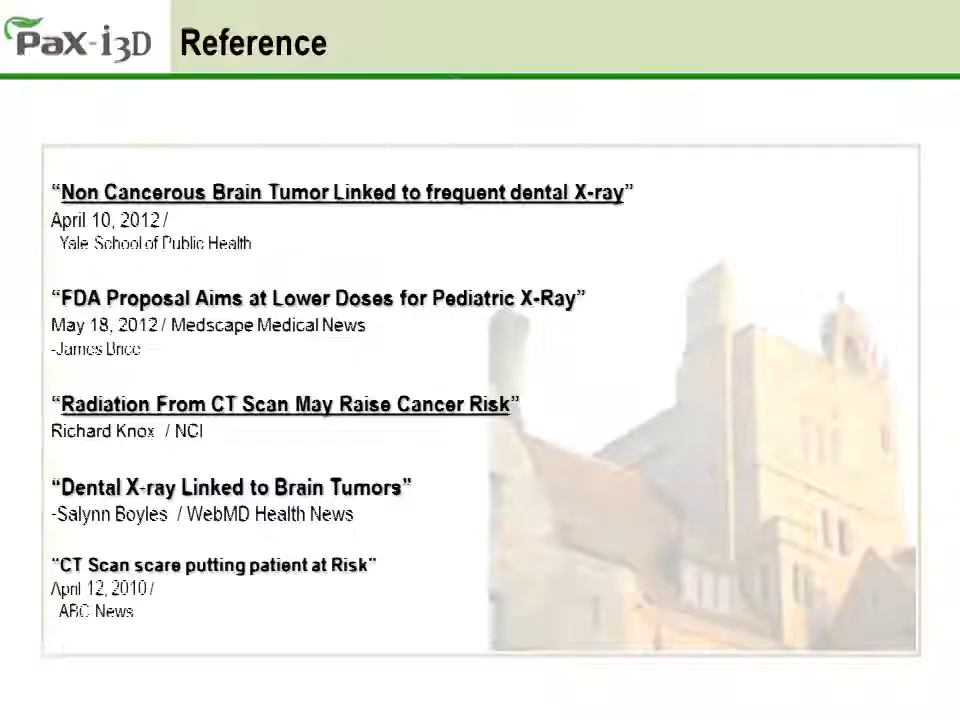 PaX-i3D
Reference
“Non Cancerous Brain Tumor Linked to frequent dental X-ray”
April 10, 2012 /
Yale School of Public Health
“FDA Proposal Aims at Lower Doses for Pediatric X-Ray”
May 18, 2012 / Medscape Medical News
-James Brice
“Radiation From CT Scan May Raise Cancer Risk”
Richard Knox / NCI
“Dental X-ray Linked to Brain Tumors”
-Salynn Boyles / WebMD Health News
“CT Scan scare putting patient at Risk”
April 12, 2010 /
ABC News